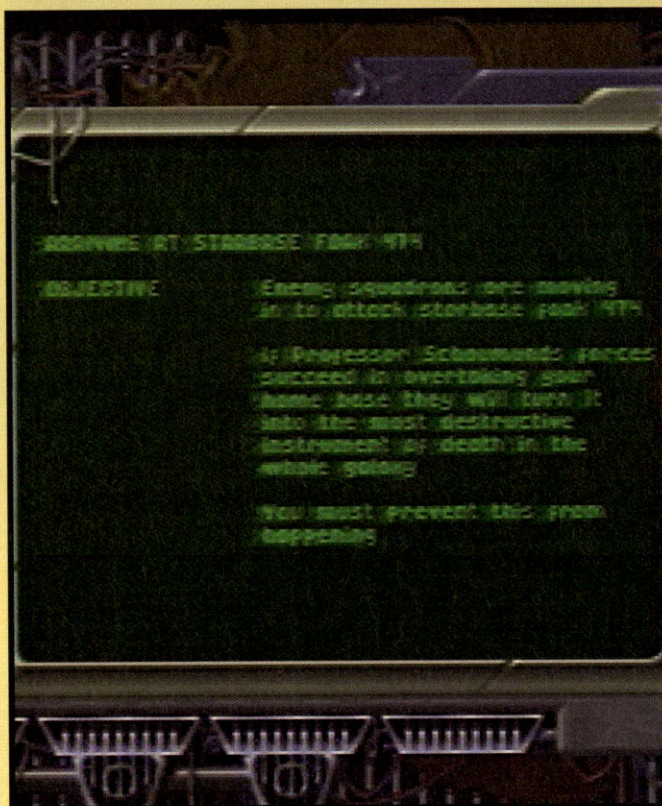 AT STARBASE
OBJECTIVE
Enemy squadrons are moving
in to attack starbase
If Professor forces
succeed in overtaking your
home base they will turn it
into the most destructive
instrument of death in the
whole galaxy
You must prevent this from
happening